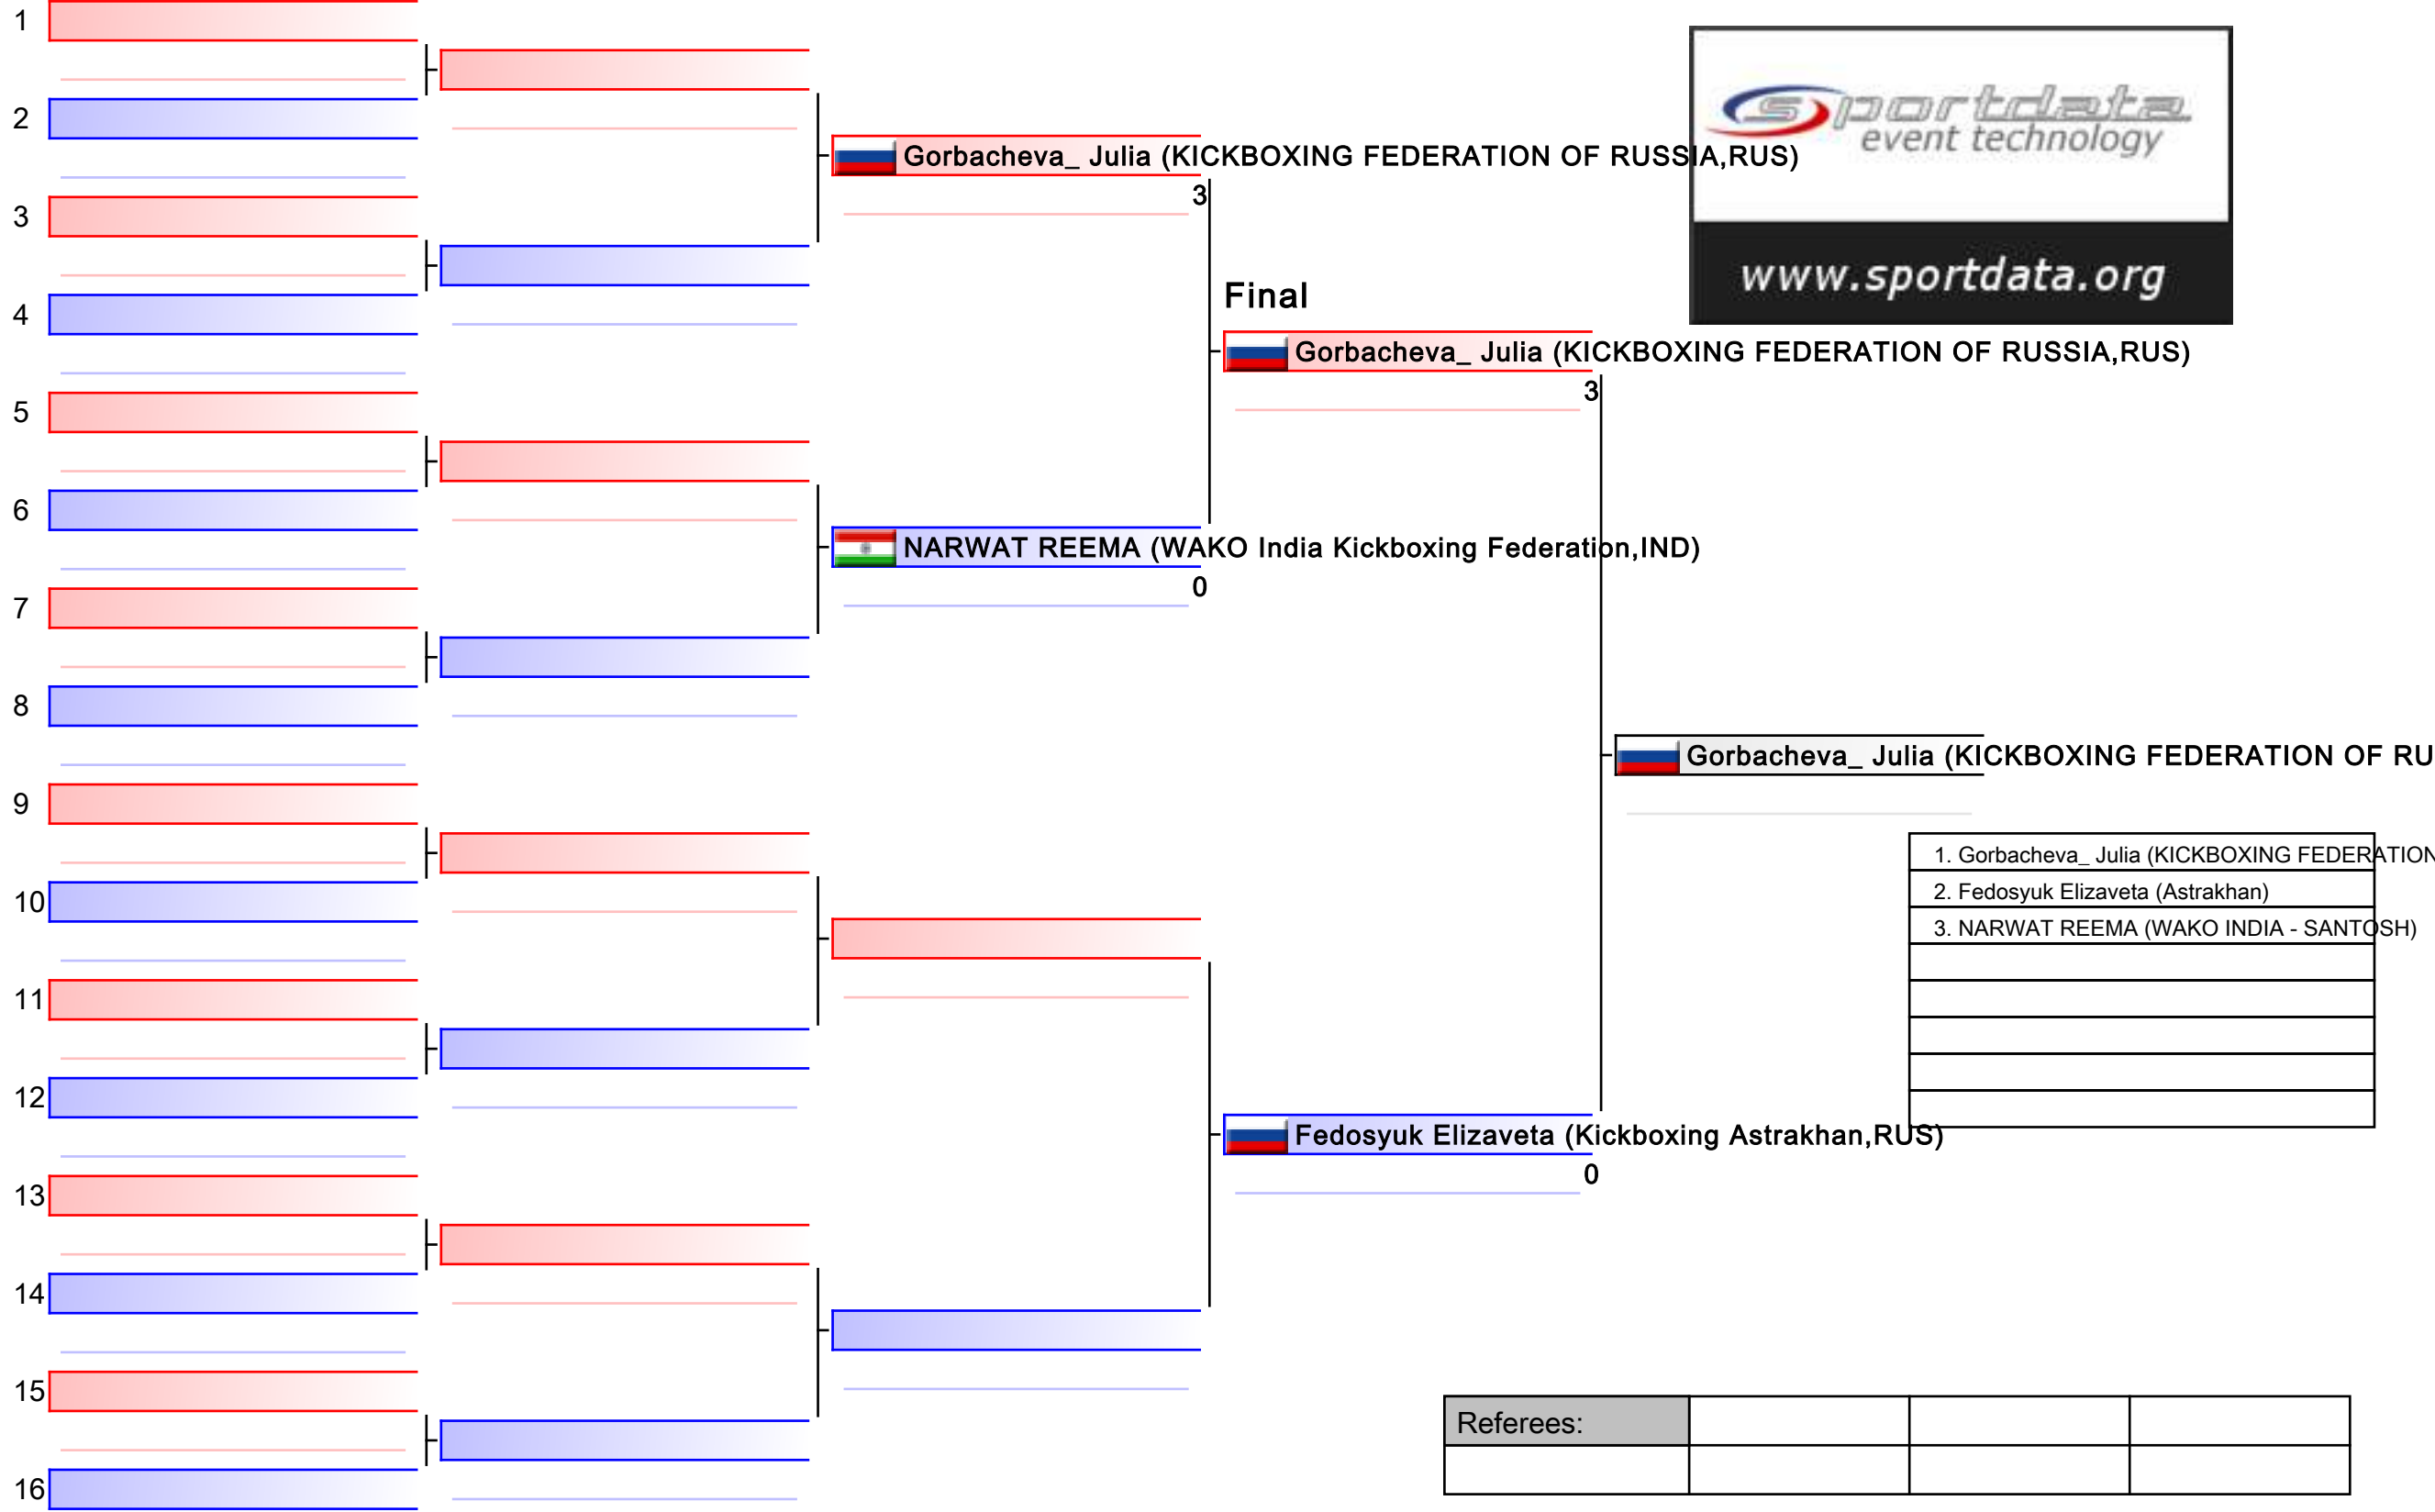 1
2
3
4
5
6
7
8
9
10
11
12
13
14
15
16
Gorbacheva_ Julia (KICKBOXING FEDERATION OF RUSSIA,RUS)
3
NARWAT REEMA (WAKO India Kickboxing Federation,IND)
0
Final
Gorbacheva_ Julia (KICKBOXING FEDERATION OF RUSSIA,RUS)
3
Fedosyuk Elizaveta (Kickboxing Astrakhan,RUS)
0
Gorbacheva_ Julia (KICKBOXING FEDERATION OF RU
sportdata
event technology
www.sportdata.org
1. Gorbacheva_ Julia (KICKBOXING FEDERATION
2. Fedosyuk Elizaveta (Astrakhan)
3. NARWAT REEMA (WAKO INDIA - SANTOSH)
Referees: